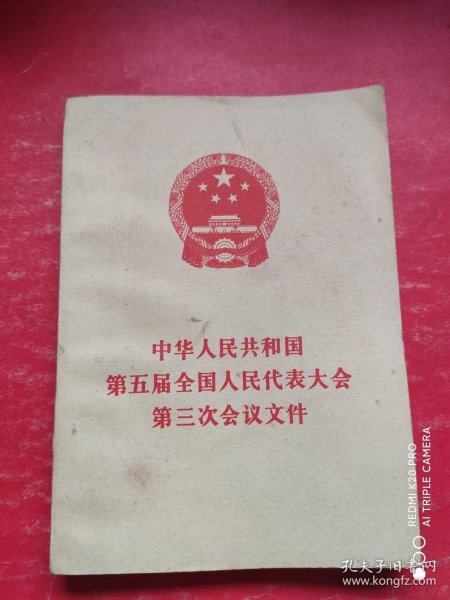 中华人民共和国
第五届全国人民代表大会
第三次会议文件
REDMI K20 PRO
AI TRIPLE CAMERA
孔夫子旧书网
www.kongfz.com